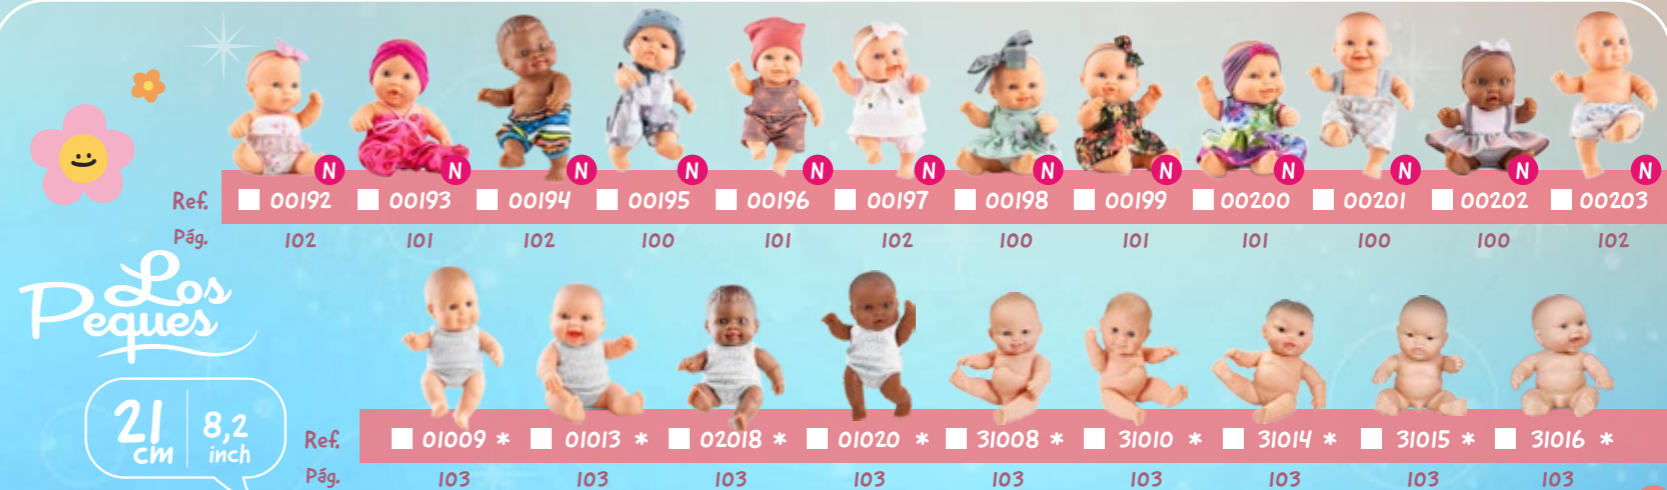 N N N N N N N N N N N N
Ref. 00192 00193 00194 00195 00196 00197 00198 00199 00200 00201 00202 00203
Pág. 102 101 102 100 101 102 100 101 101 100 100 102
Los
Peques
21 cm 8,2 inch
Ref. 01009 * 01013 * 02018 * 01020 * 31008 * 31010 * 31014 * 31015 * 31016 *
Pág. 103 103 103 103 103 103 103 103 103